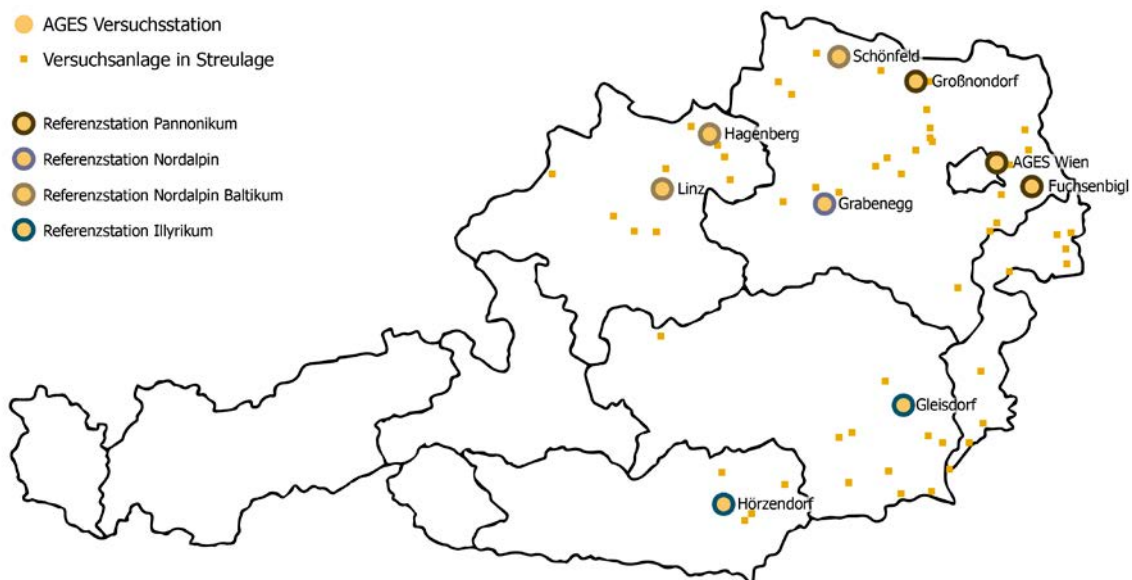 AGES Versuchsstation
Versuchsanlage in Streulage
Referenzstation Pannonikum
Referenzstation Nordalpin
Referenzstation Nordalpin Baltikum
Referenzstation Illyrikum
Schönfeld
Großnondorf
Hagenberg
AGES Wien
Fuchsenbigl
Linz
Grabenegg
Gleisdorf
Hörzendorf